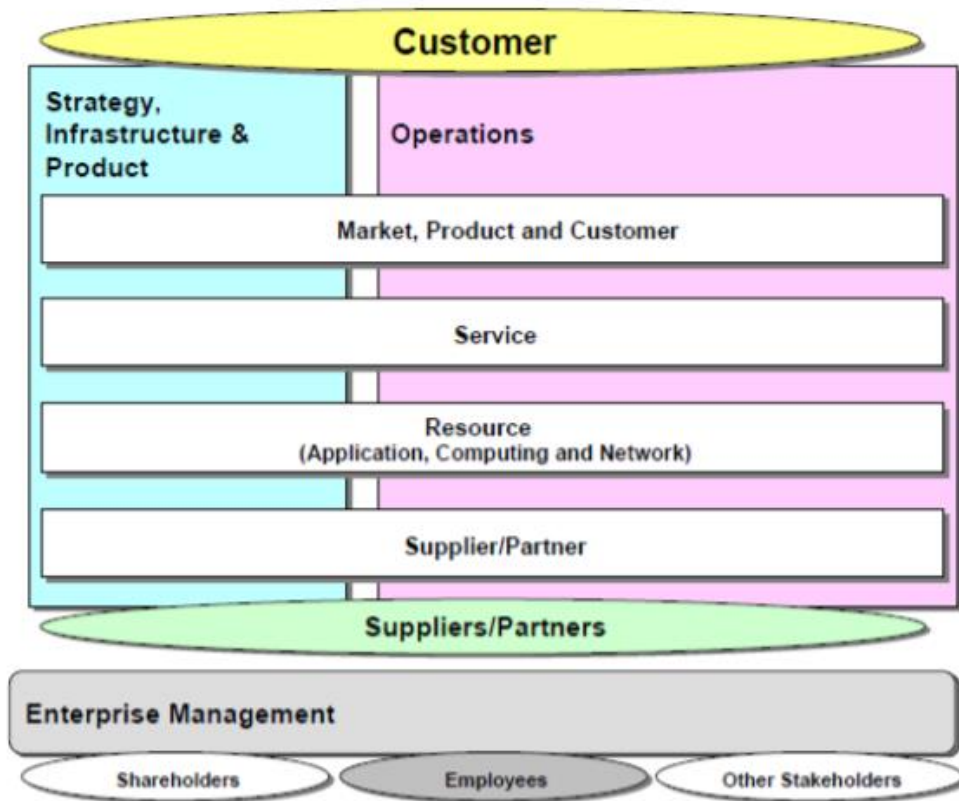 Customer
Strategy,
Infrastructure &
Product
Operations
Market, Product and Customer
Service
Resource
(Application, Computing and Network)
Supplier/Partner
Suppliers/Partners
Enterprise Management
Shareholders
Employees
Other Stakeholders